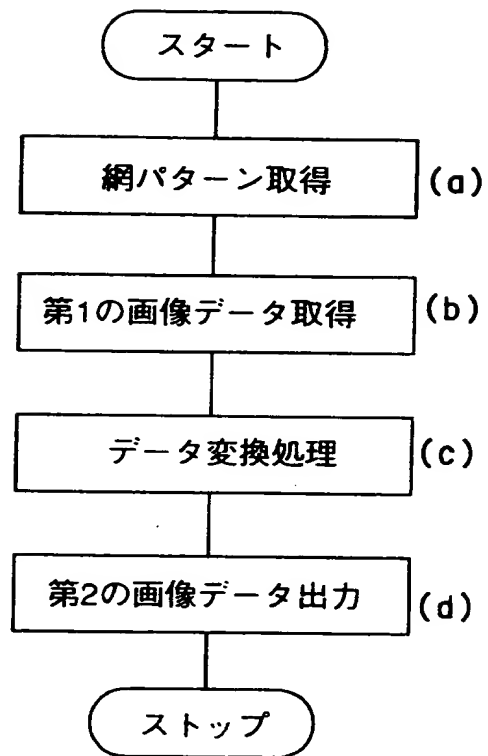 スタート
網パターン取得 (a)
第1の画像データ取得 (b)
データ変換処理 (c)
第2の画像データ出力 (d)
ストップ